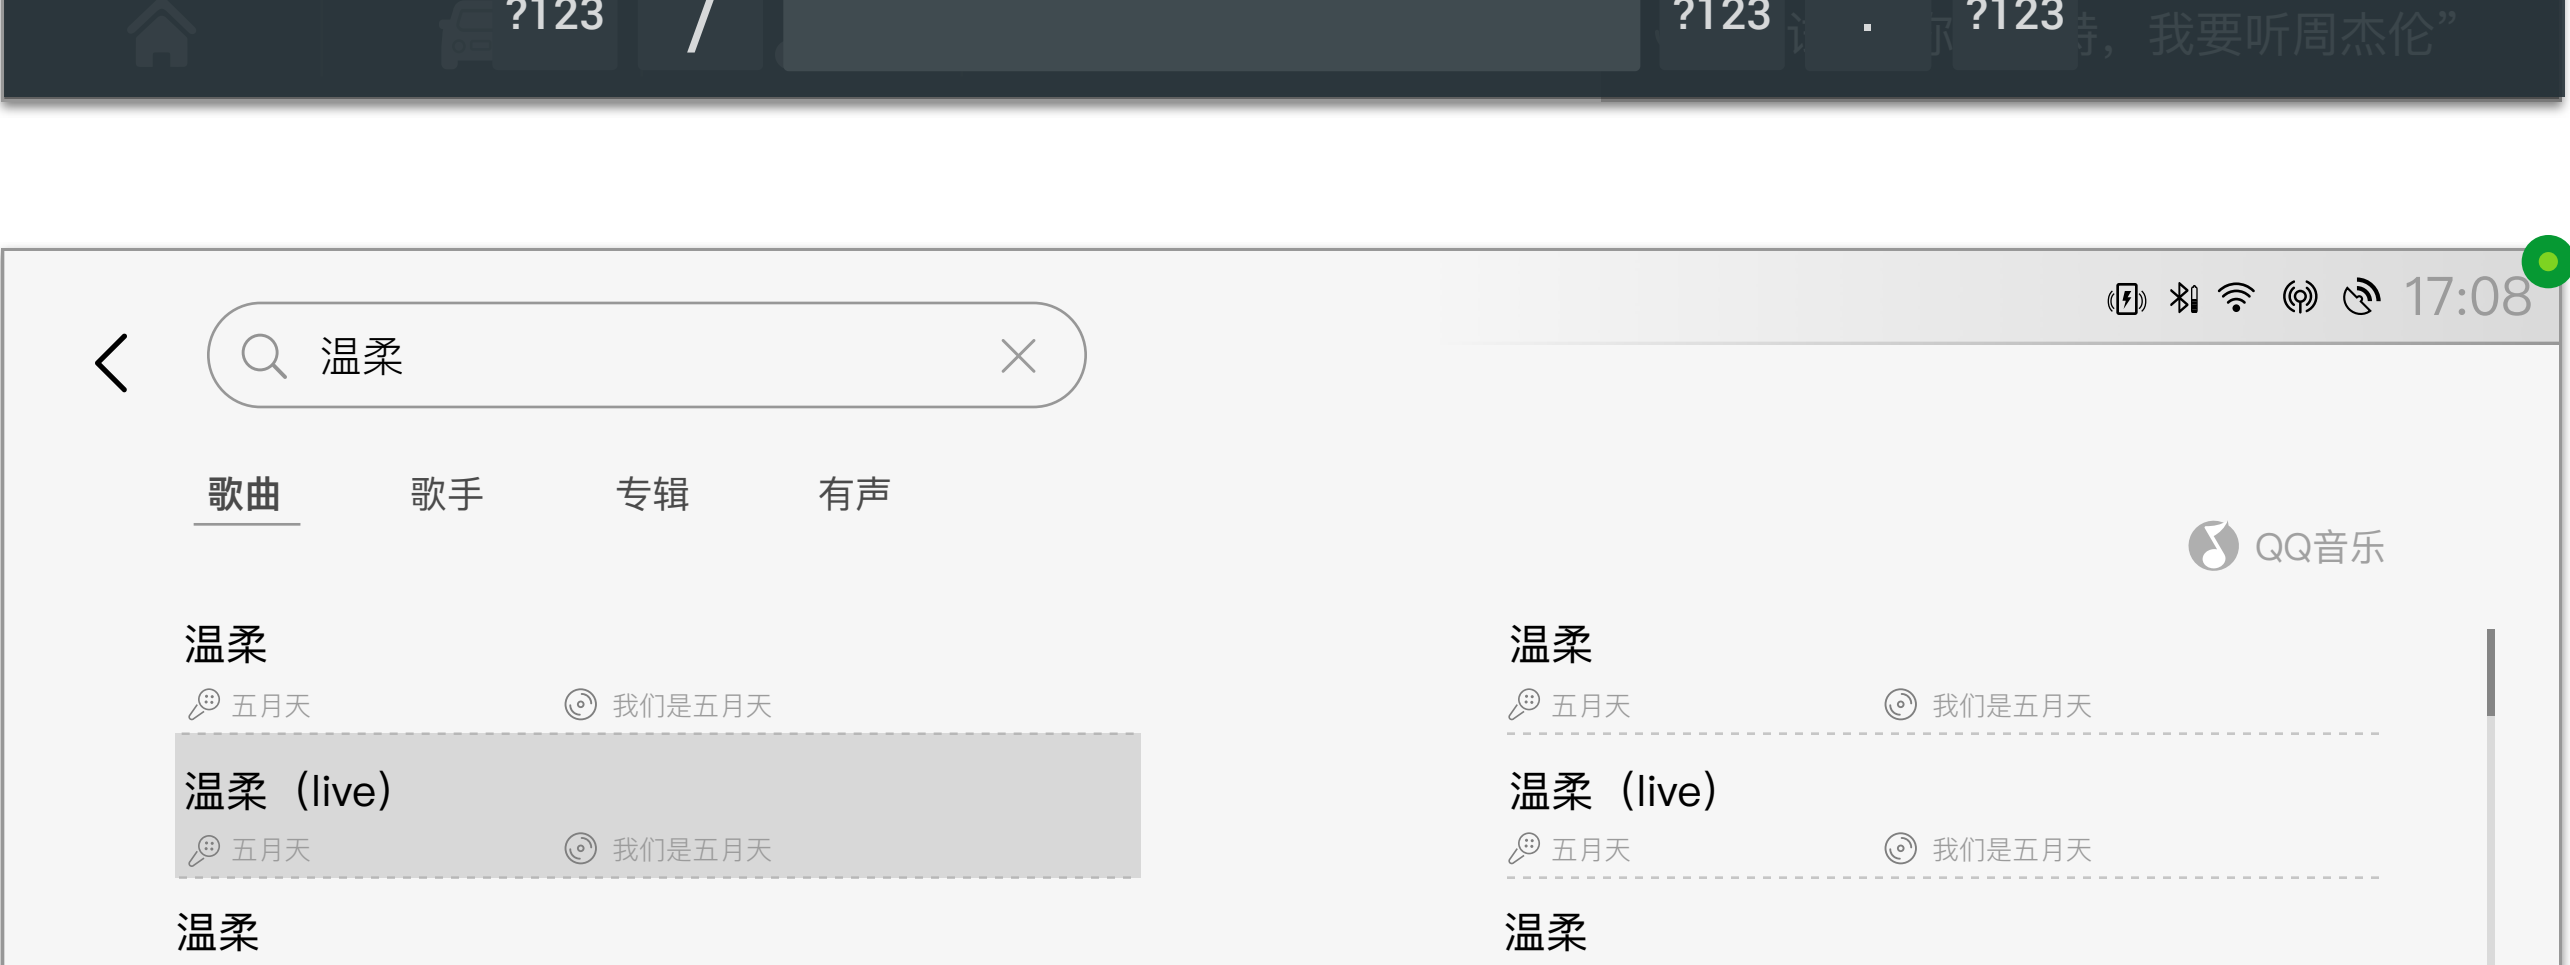 ?123 / ?123 . ?123
，我要听周杰伦”
17:08
温柔
歌曲 歌手 专辑 有声
QQ音乐
温柔 温柔
五月天 我们是五月天 五月天 我们是五月天
温柔（live） 温柔（live）
五月天 我们是五月天 五月天 我们是五月天
温柔 温柔